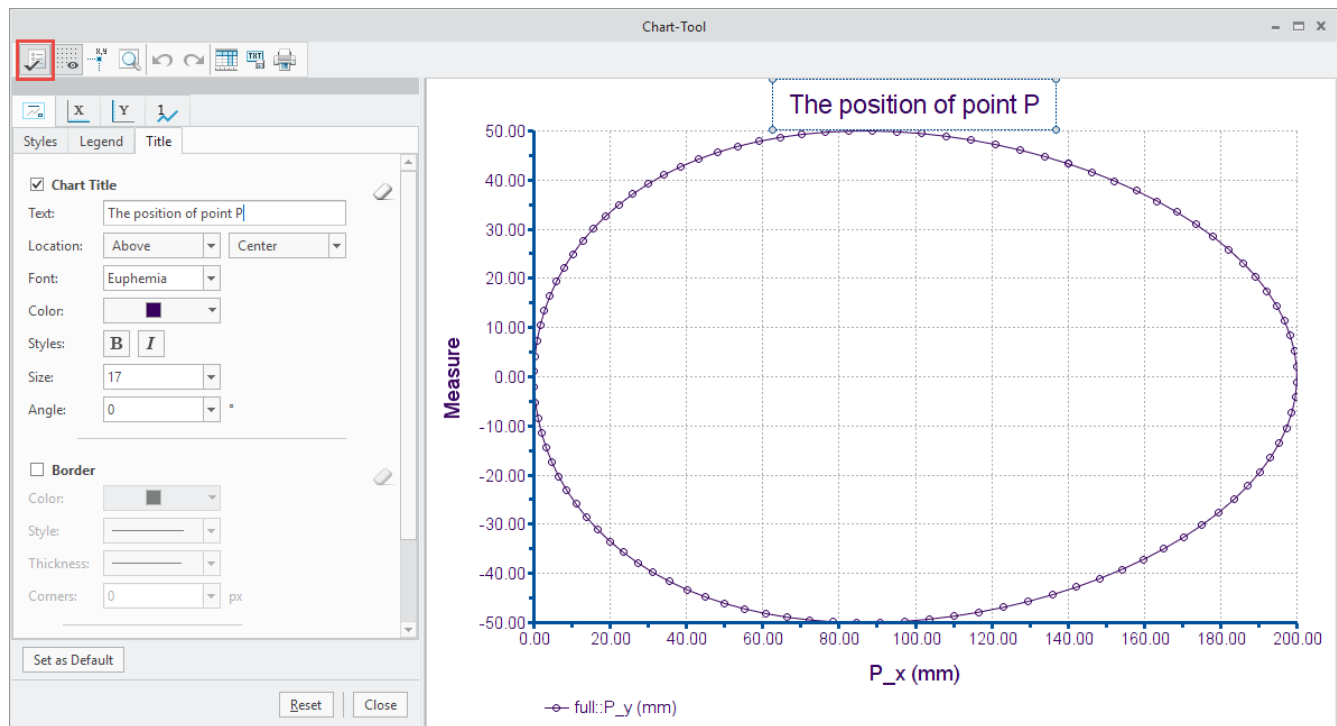 Chart-Tool
X,y
TXT
X Y 1
Styles Legend Title
Chart Title
Text: The position of point P
Location: Above Center
Font: Euphemia
Color:
Styles: B I
Size: 17
Angle: 0 °
Border
Color:
Style:
Thickness:
Corners: 0 px
Set as Default
Reset Close
The position of point P
50.00
40.00
30.00
20.00
10.00
0.00
-10.00
-20.00
-30.00
-40.00
-50.00
Measure
0.00 20.00 40.00 60.00 80.00 100.00 120.00 140.00 160.00 180.00 200.00
P_x (mm)
full::P_y (mm)